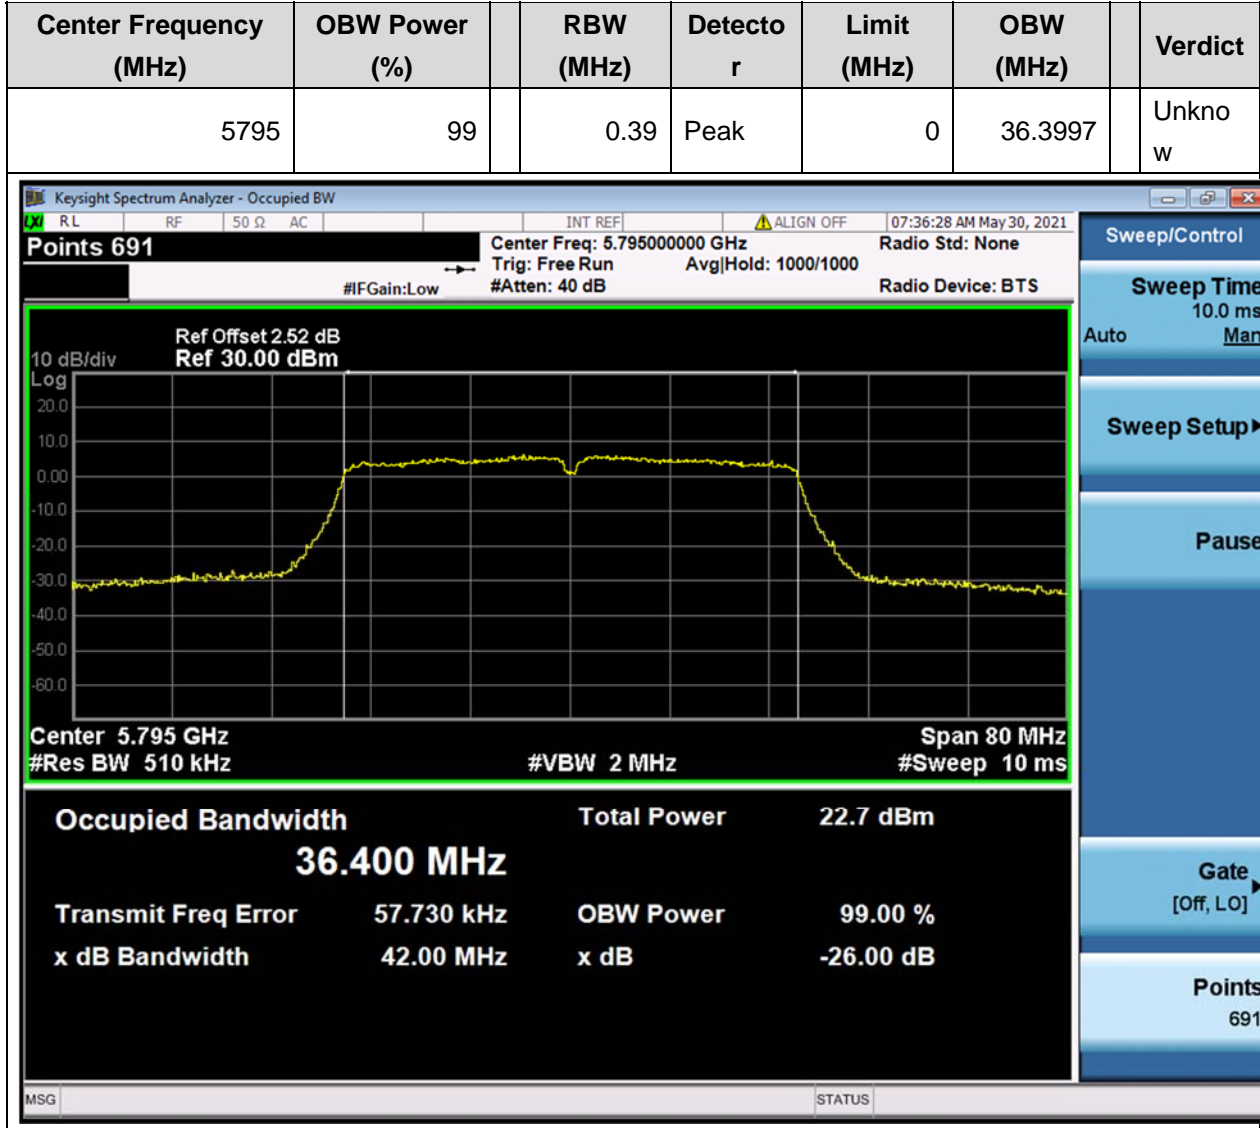 Center Frequency (MHz) OBW Power (%) RBW (MHz) Detecto r Limit (MHz) OBW (MHz) Verdict
5795 99 0.39 Peak 0 36.3997 Unkno w
Keysight Spectrum Analyzer - Occupied BW
LXI RL RF 50 Ω AC INT REF ALIGN OFF 07:36:28 AM May 30, 2021
Points 691
Center Freq: 5.795000000 GHz Radio Std: None
Trig: Free Run Avg|Hold: 1000/1000
#IFGain:Low #Atten: 40 dB Radio Device: BTS
Ref Offset 2.52 dB
10 dB/div Ref 30.00 dBm
Log
20.0
10.0
0.00
-10.0
-20.0
-30.0
-40.0
-50.0
-60.0
Center 5.795 GHz Span 80 MHz
#Res BW 510 kHz #VBW 2 MHz #Sweep 10 ms
Occupied Bandwidth Total Power 22.7 dBm
36.400 MHz
Transmit Freq Error 57.730 kHz OBW Power 99.00 %
x dB Bandwidth 42.00 MHz x dB -26.00 dB
MSG STATUS
Sweep/Control
Sweep Time
10.0 ms
Auto Man
Sweep Setup
Pause
Gate
[Off, LO]
Points
691